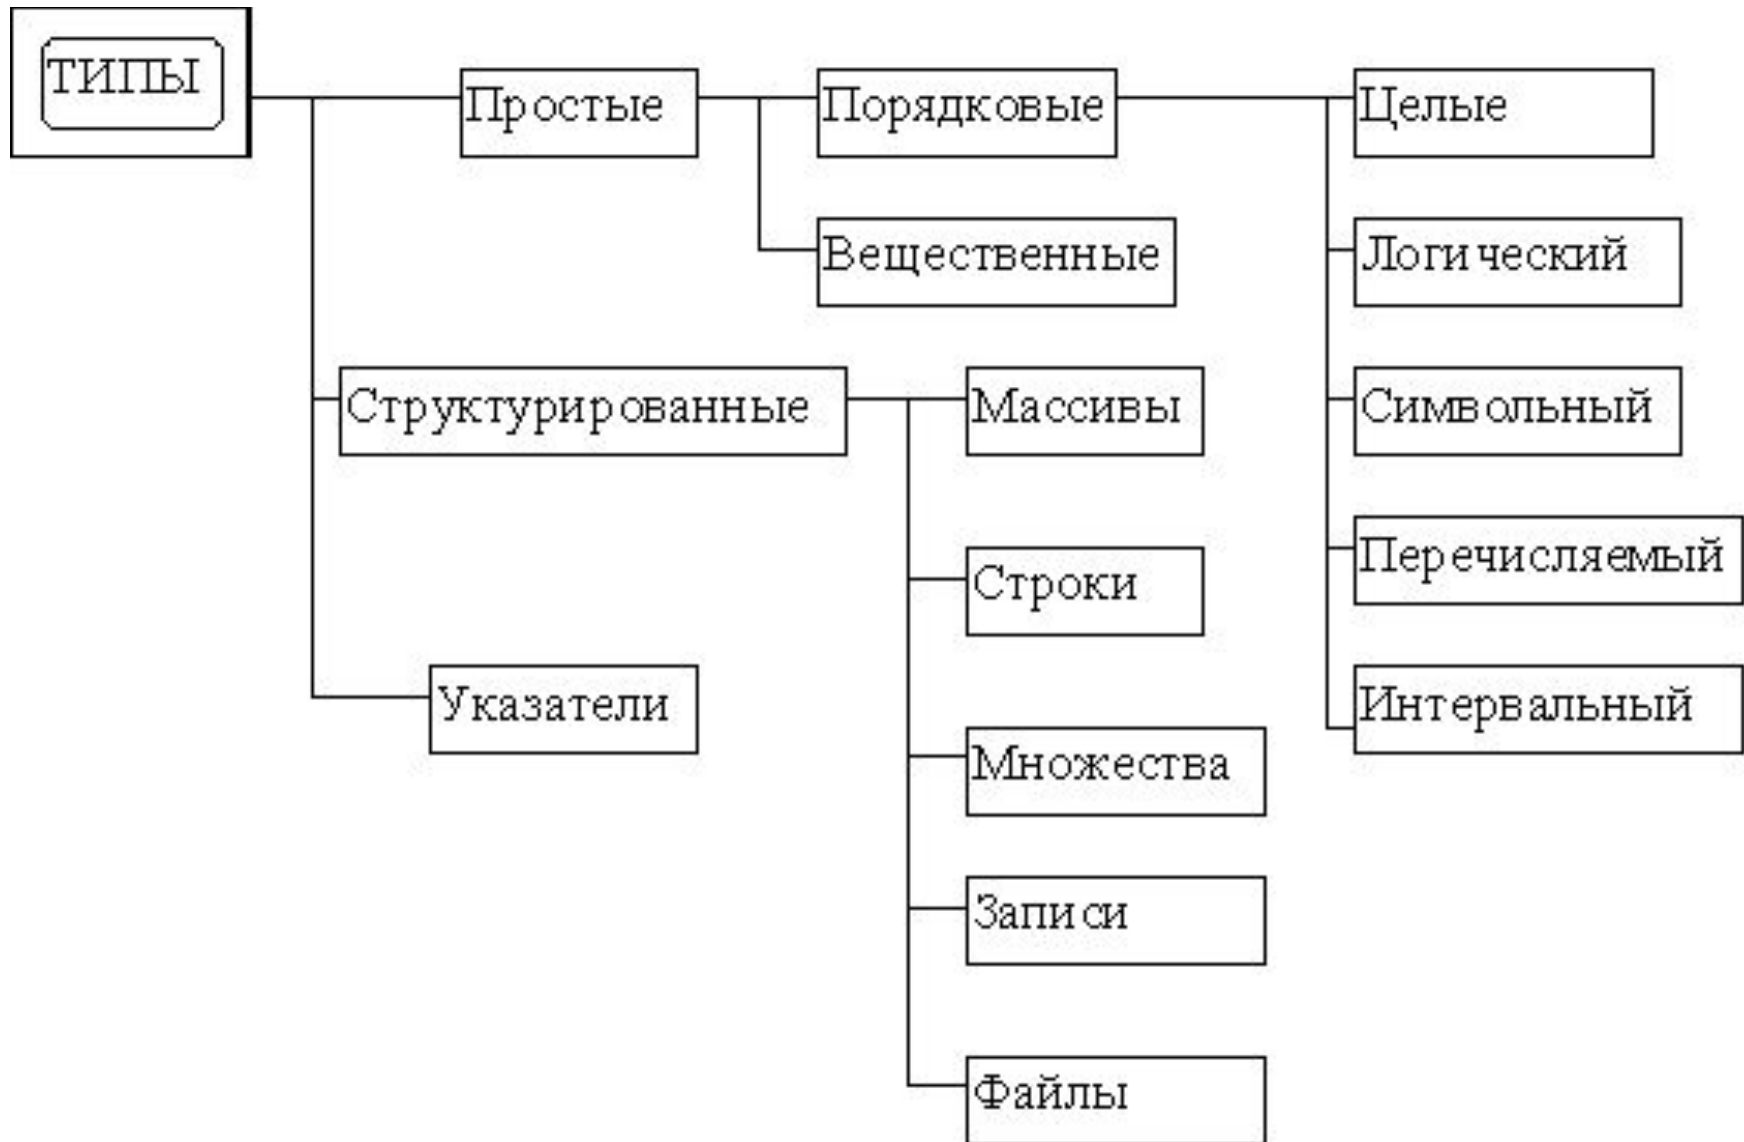 ТИПЫ
Простые
Порядковые
Целые
Вещественные
Логический
Структурированные
Массивы
Символьный
Строки
Перечисляемый
Указатели
Интервальный
Множества
Записи
Файлы